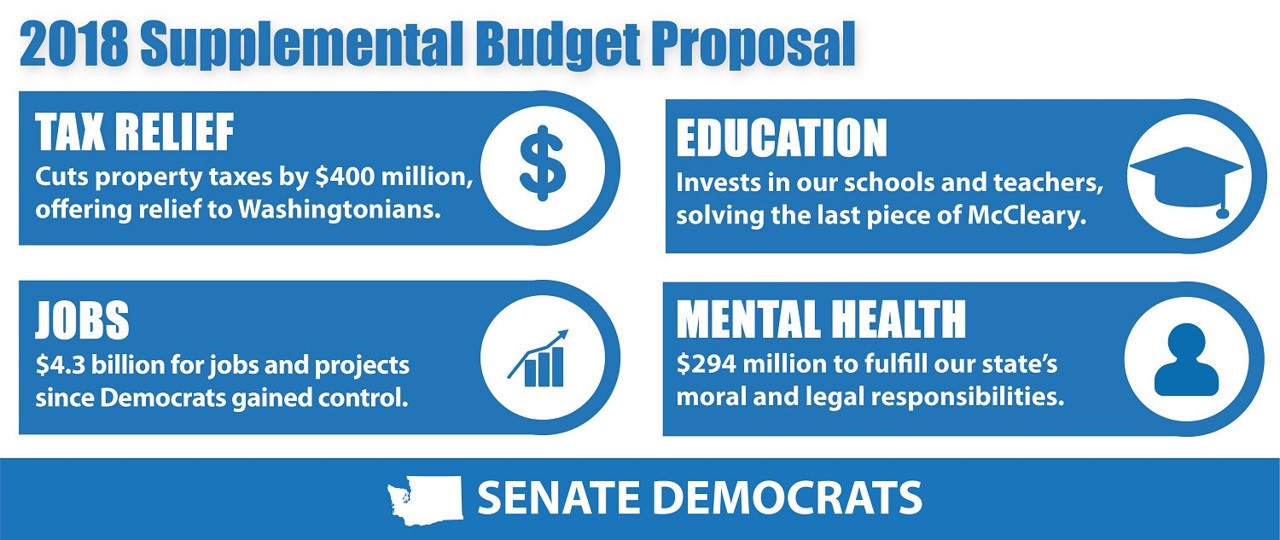 2018 Supplemental Budget Proposal
TAX RELIEF
Cuts property taxes by $400 million,
offering relief to Washingtonians.
EDUCATION
Invests in our schools and teachers,
solving the last piece of McCleary.
JOBS
$4.3 billion for jobs and projects
since Democrats gained control.
MENTAL HEALTH
$294 million to fulfill our state’s
moral and legal responsibilities.
SENATE DEMOCRATS